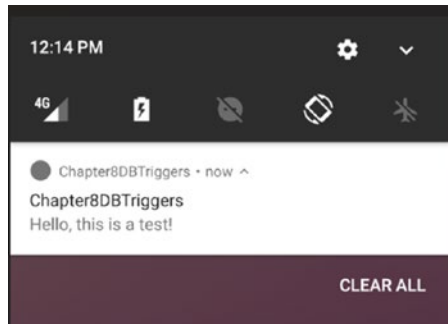 12:14 PM
4G
Chapter8DBTriggers • now ^
Chapter8DBTriggers
Hello, this is a test!
CLEAR ALL